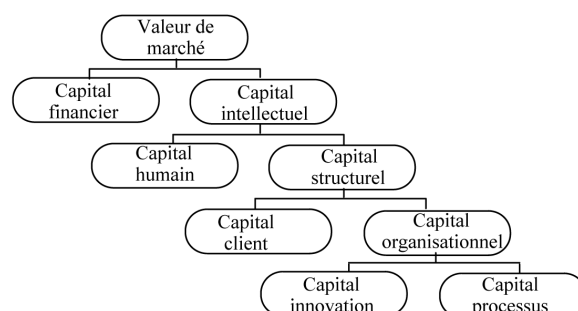 Valeur de
marché
Capital
financier
Capital
intellectuel
Capital
humain
Capital
structurel
Capital
client
Capital
organisationnel
Capital
innovation
Capital
processus